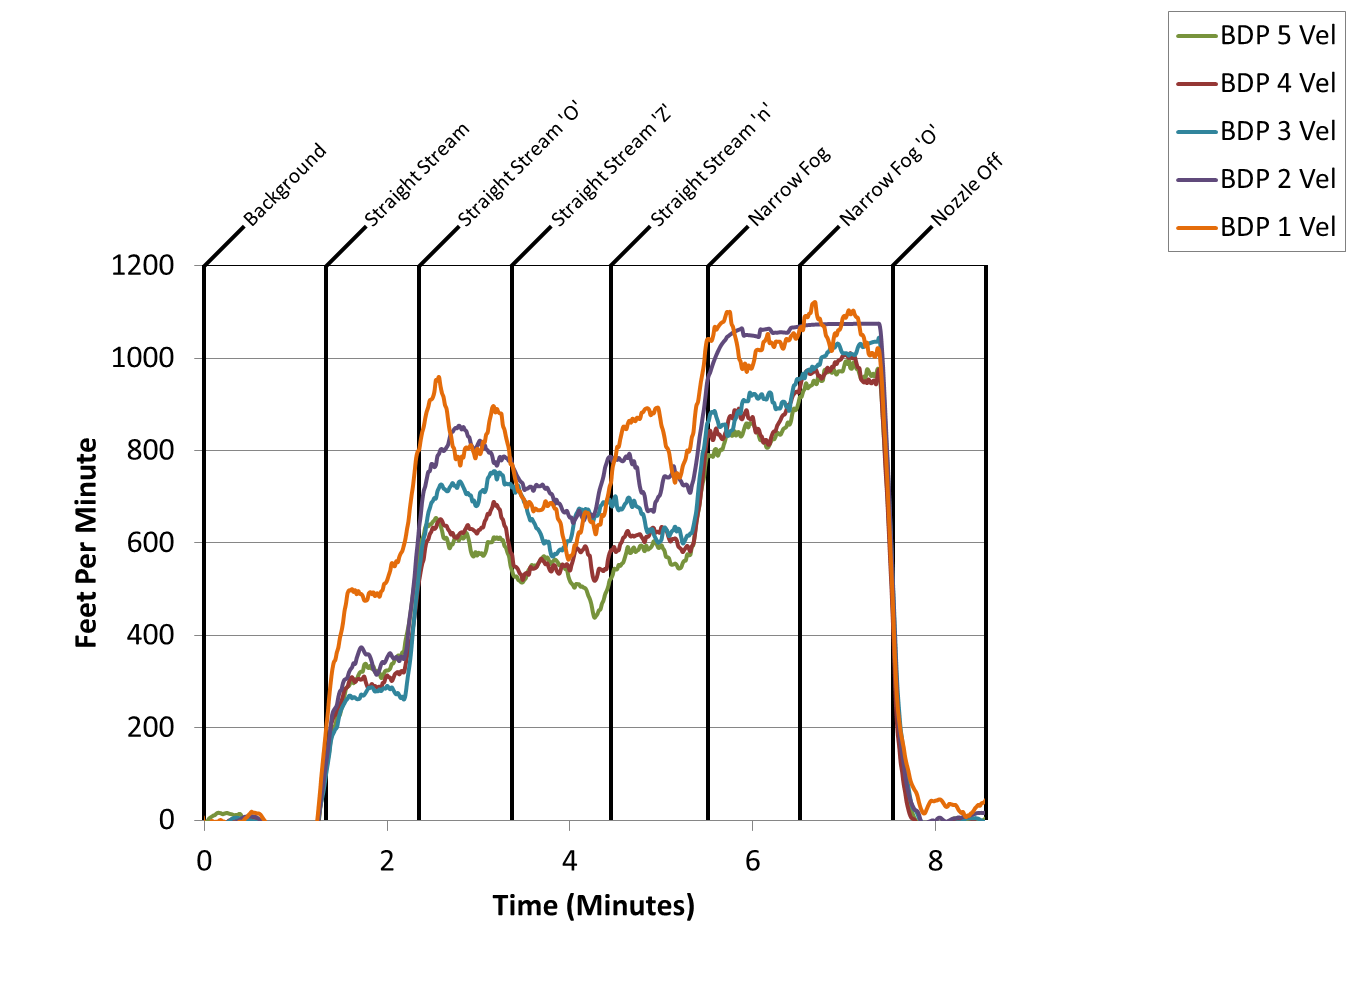 BDP 5 Vel
BDP 4 Vel
BDP 3 Vel
BDP 2 Vel
BDP 1 Vel
Background
Straight Stream
Straight Stream 'O'
Straight Stream 'Z'
Straight Stream 'n'
Narrow Fog
Narrow Fog 'O'
Nozzle Off
1200
1000
800
600
400
200
0
Feet Per Minute
0 2 4 6 8
Time (Minutes)